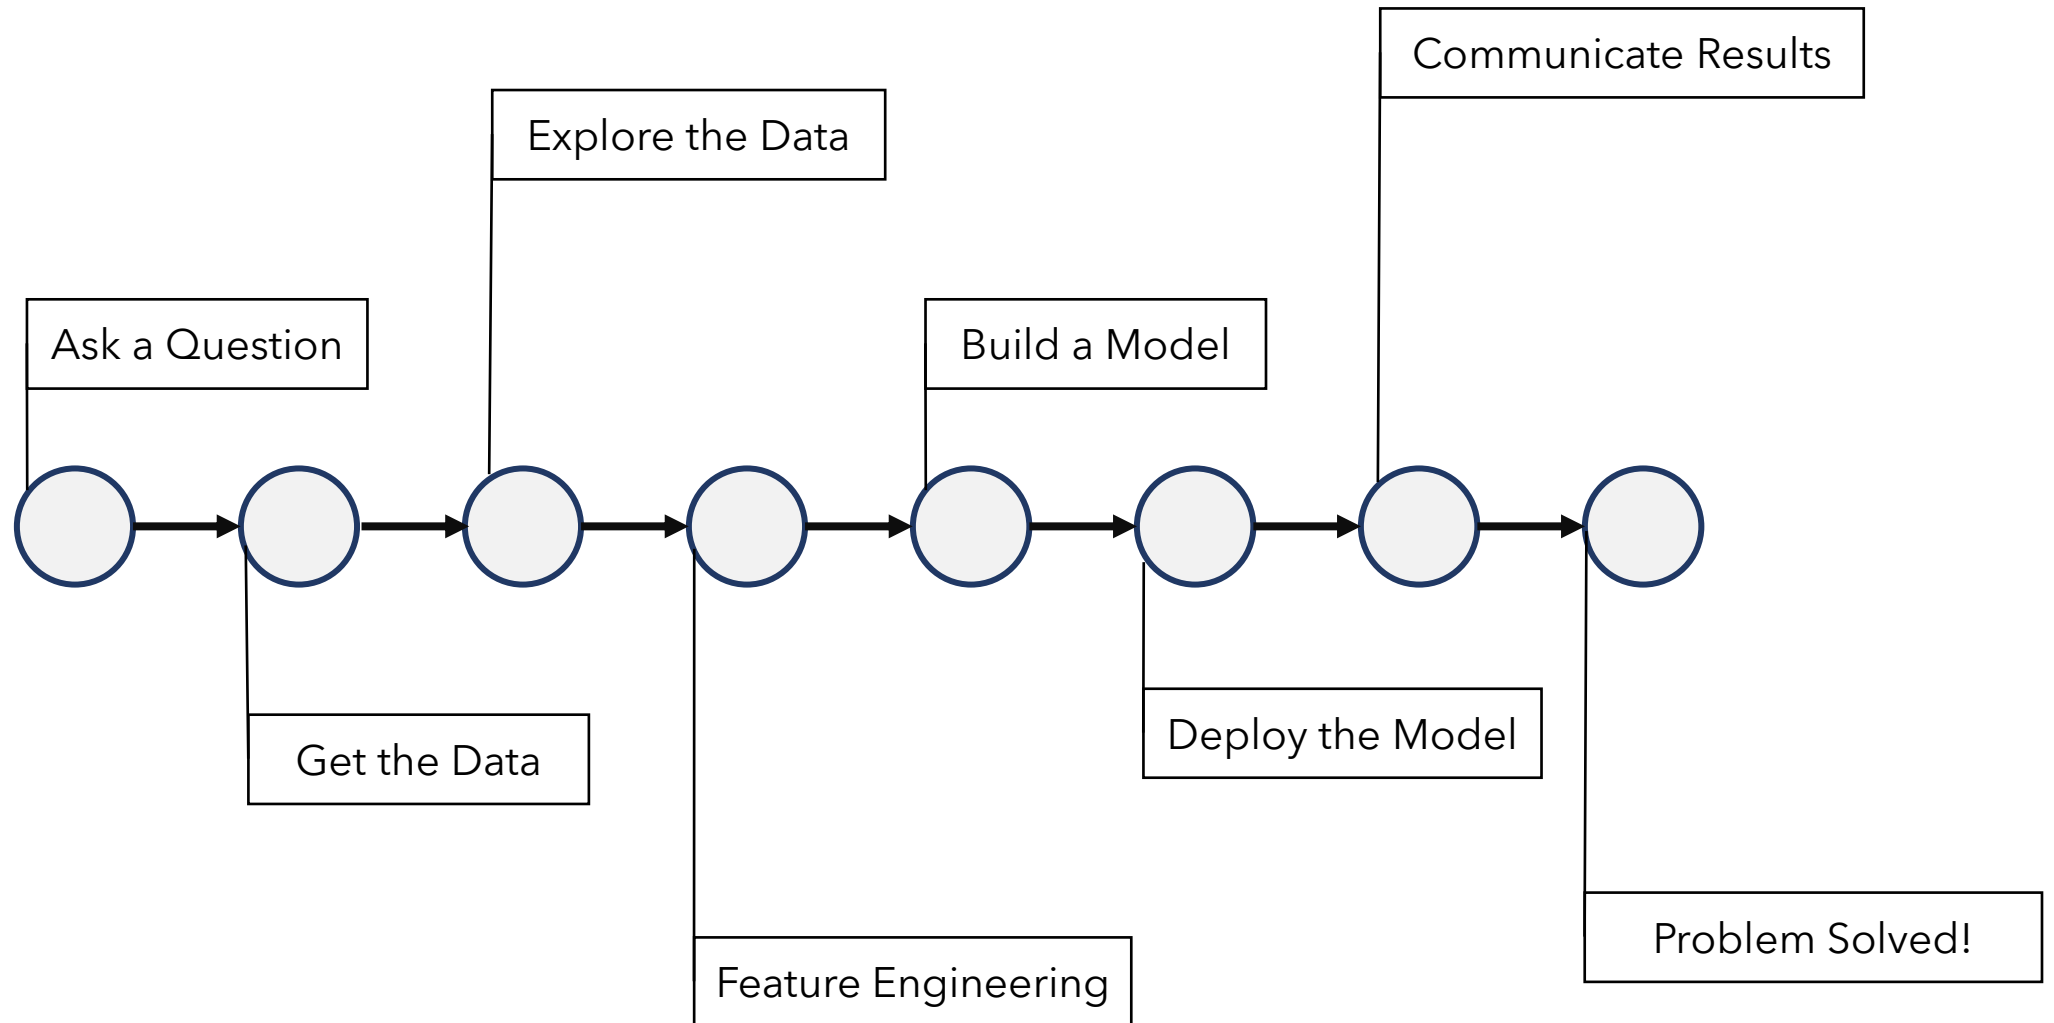 Ask a Question
Get the Data
Explore the Data
Feature Engineering
Build a Model
Deploy the Model
Communicate Results
Problem Solved!